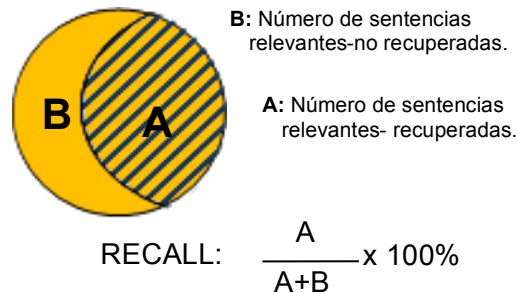 B: Número de sentencias
relevantes-no recuperadas.
B
A
A: Número de sentencias
relevantes- recuperadas.
RECALL:
A
A+B
x 100%